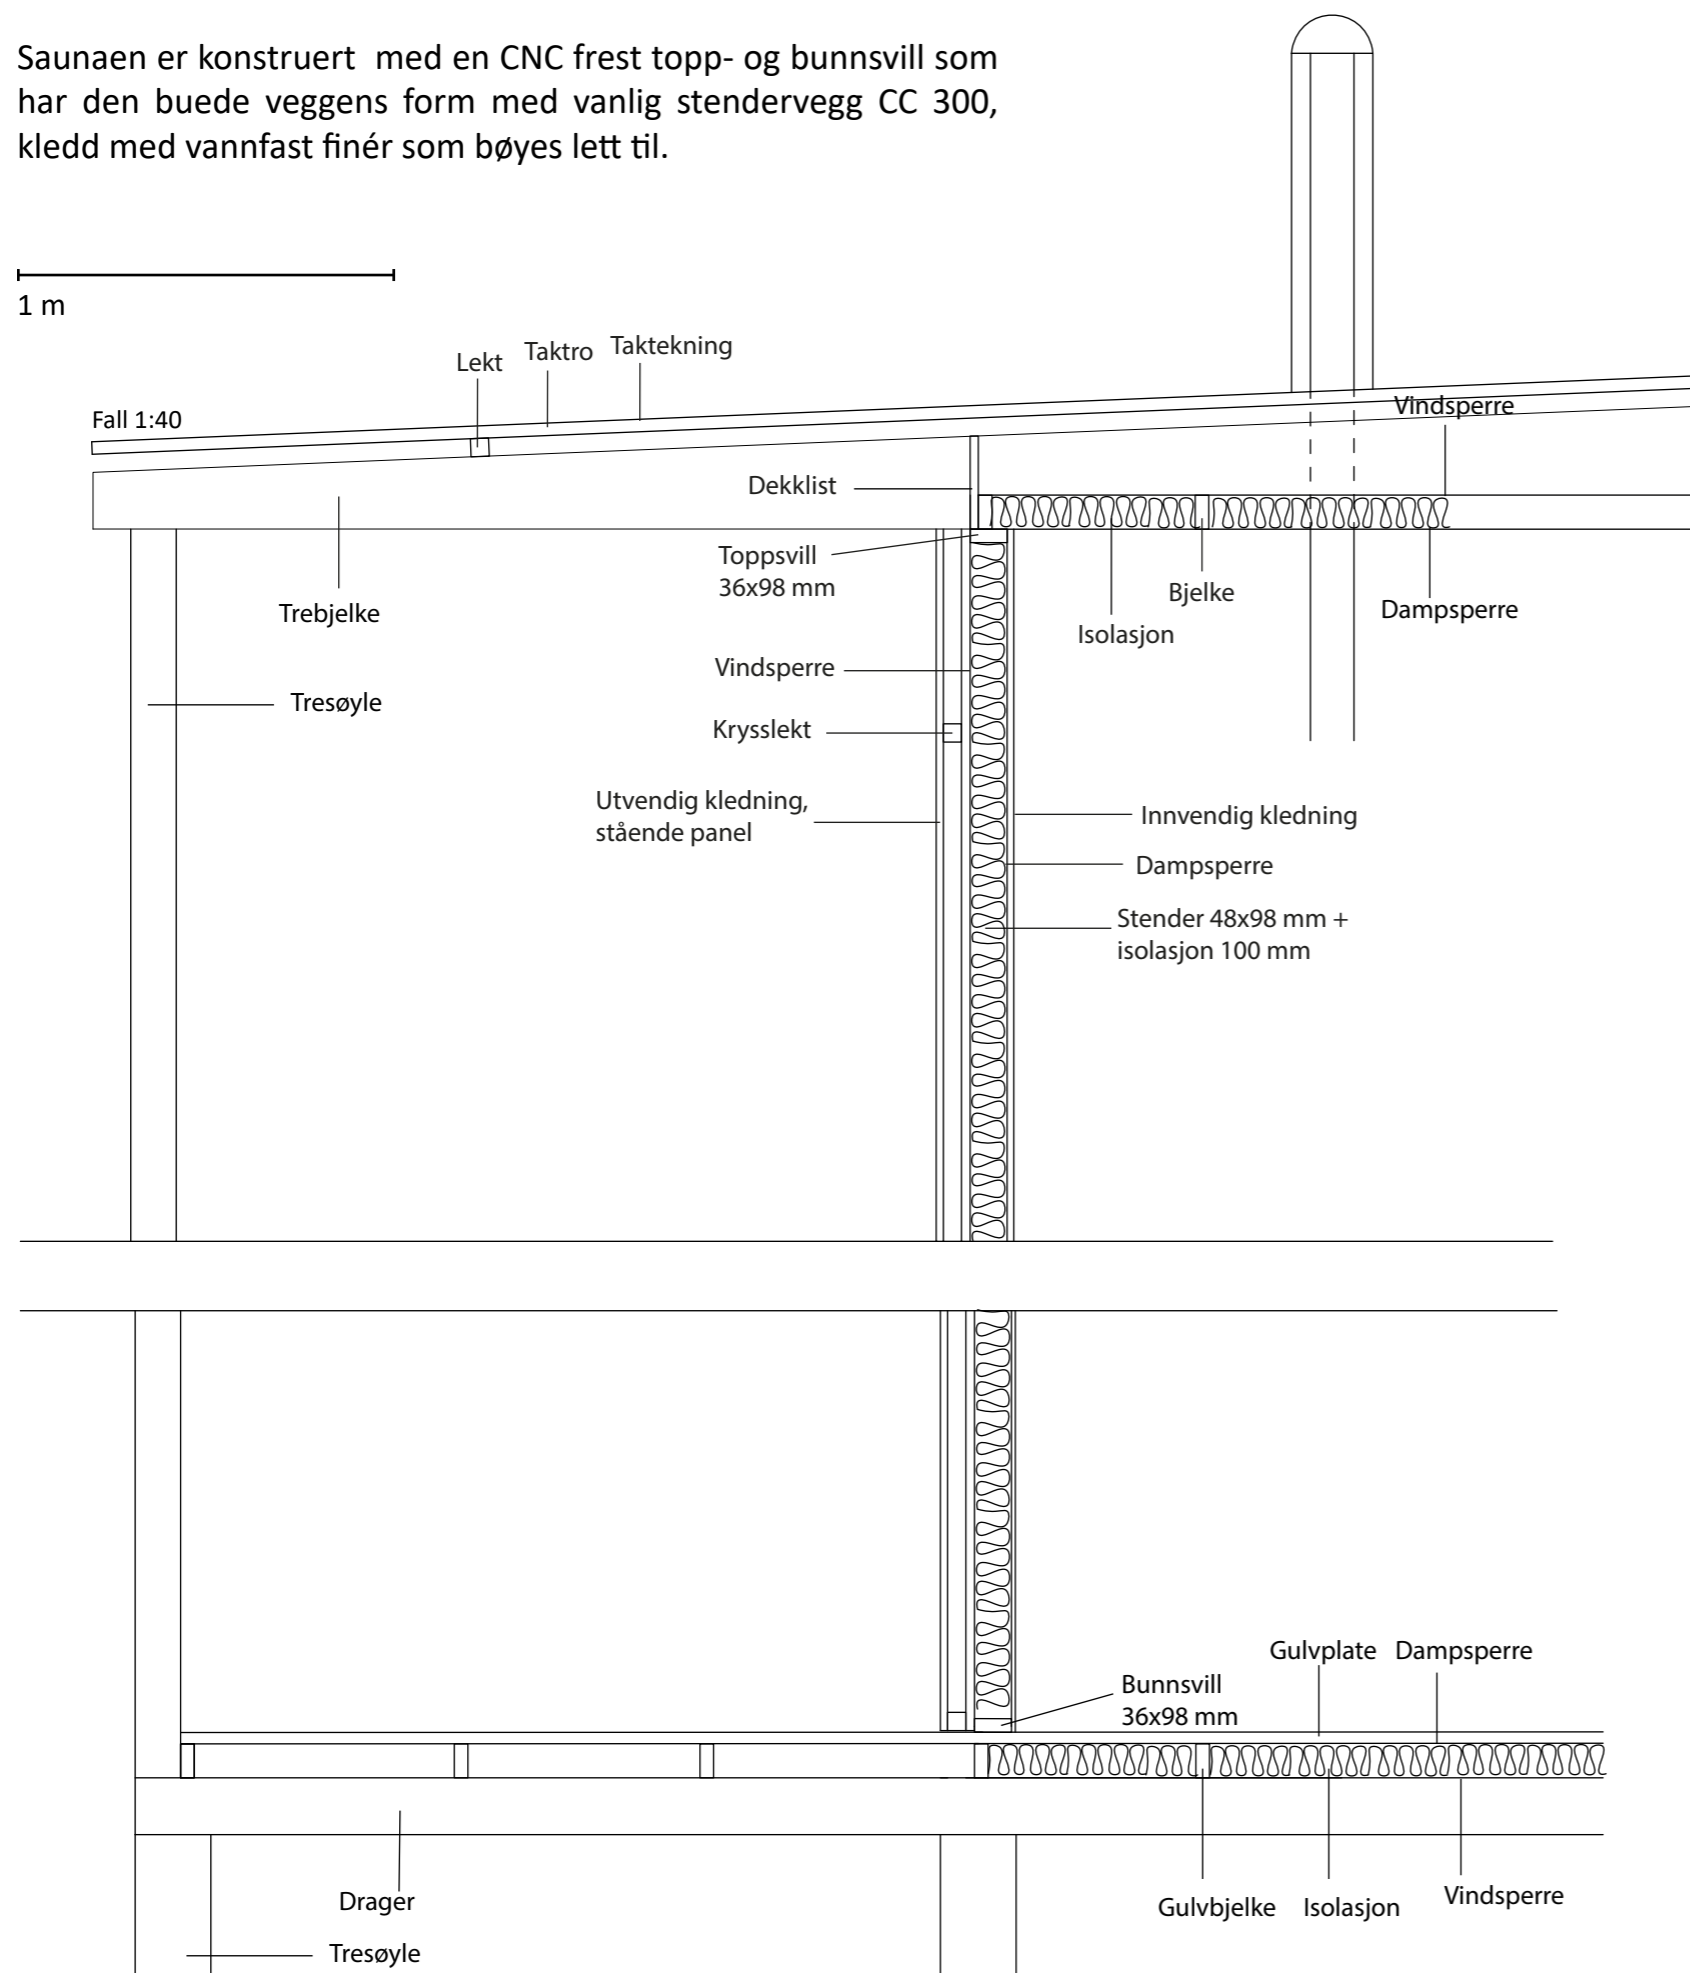 Saunaen er konstruert  med en CNC frest topp- og bunnsvill som
har den buede veggens form med vanlig stendervegg CC 300,
kledd med vannfast finér som bøyes lett til.
1 m
Lekt
Taktro
Taktekning
Fall 1:40
Vindsperre
Dekklist
Toppsvill
36x98 mm
Bjelke
Trebjelke
Dampsperre
Isolasjon
Vindsperre
Tresøyle
Krysslekt
Utvendig kledning,
stående panel
Innvendig kledning
Dampsperre
Stender 48x98 mm +
isolasjon 100 mm
Gulvplate
Dampsperre
Bunnsvill
36x98 mm
Drager
Gulvbjelke
Isolasjon
Vindsperre
Tresøyle